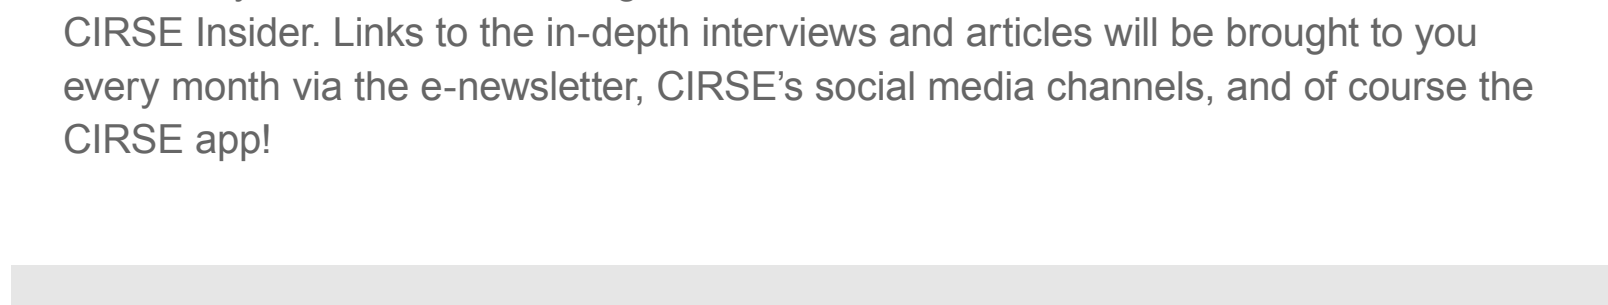 CIRSE Insider. Links to the in-depth interviews and articles will be brought to you
every month via the e-newsletter, CIRSE’s social media channels, and of course the
CIRSE app!